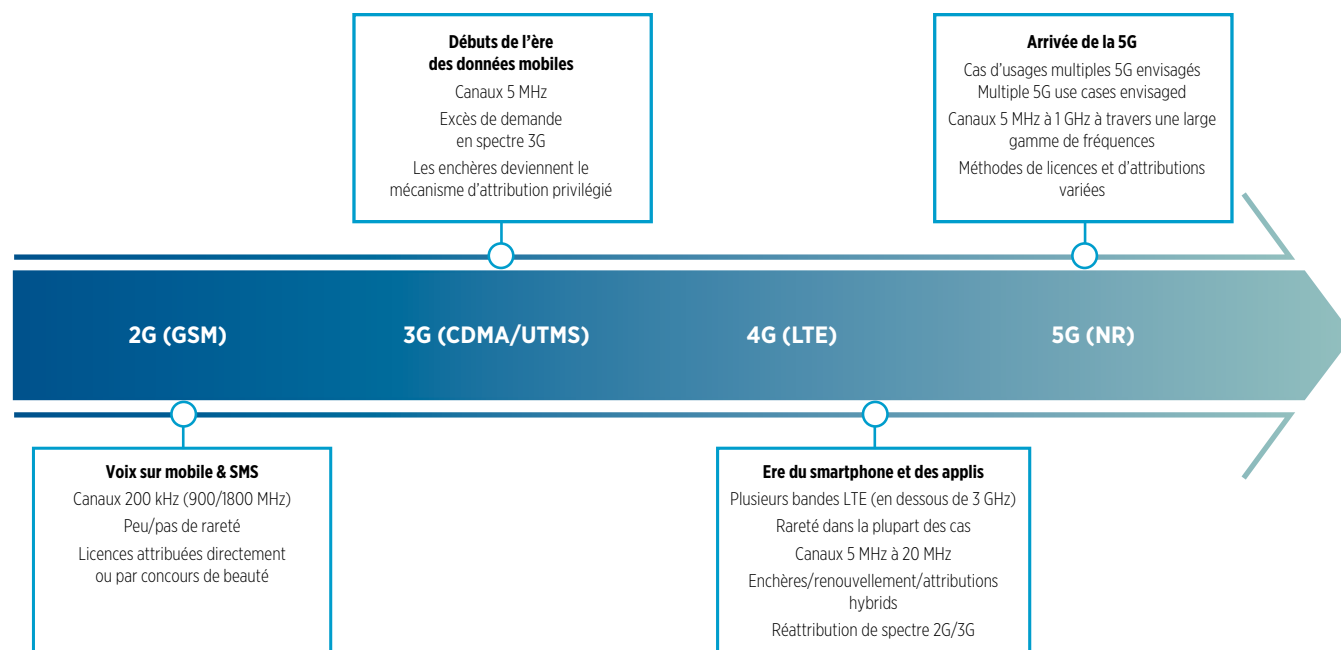 Débuts de l’ère
des données mobiles
Canaux 5 MHz
Excès de demande
en spectre 3G
Les enchères deviennent le
mécanisme d’attribution privilégié
Arrivée de la 5G
Cas d’usages multiples 5G envisagés
Multiple 5G use cases envisaged
Canaux 5 MHz à 1 GHz à travers une large
gamme de fréquences
Méthodes de licences et d’attributions
variées
2G (GSM)
3G (CDMA/UTMS)
4G (LTE)
5G (NR)
Voix sur mobile & SMS
Canaux 200 kHz (900/1800 MHz)
Peu/pas de rareté
Licences attribuées directement
ou par concours de beauté
Ere du smartphone et des applis
Plusieurs bandes LTE (en dessous de 3 GHz)
Rareté dans la plupart des cas
Canaux 5 MHz à 20 MHz
Enchères/renouvellement/attributions
hybrids
Réattribution de spectre 2G/3G